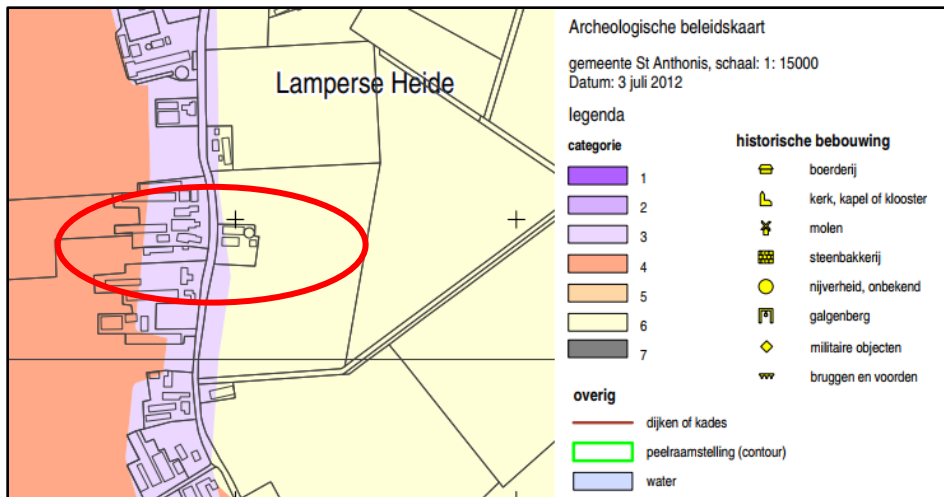 Lamperse Heide
Archeologische beleidskaart
gemeente St Anthonis, schaal: 1: 15000
Datum: 3 juli 2012
legenda
categorie
1
2
3
4
5
6
7
historische bebouwing
boerderij
kerk, kapel of klooster
molen
steenbakkerij
nijverheid, onbekend
galgenberg
militaire objecten
bruggen en voorden
overig
dijken of kades
peelraamstelling (contour)
water